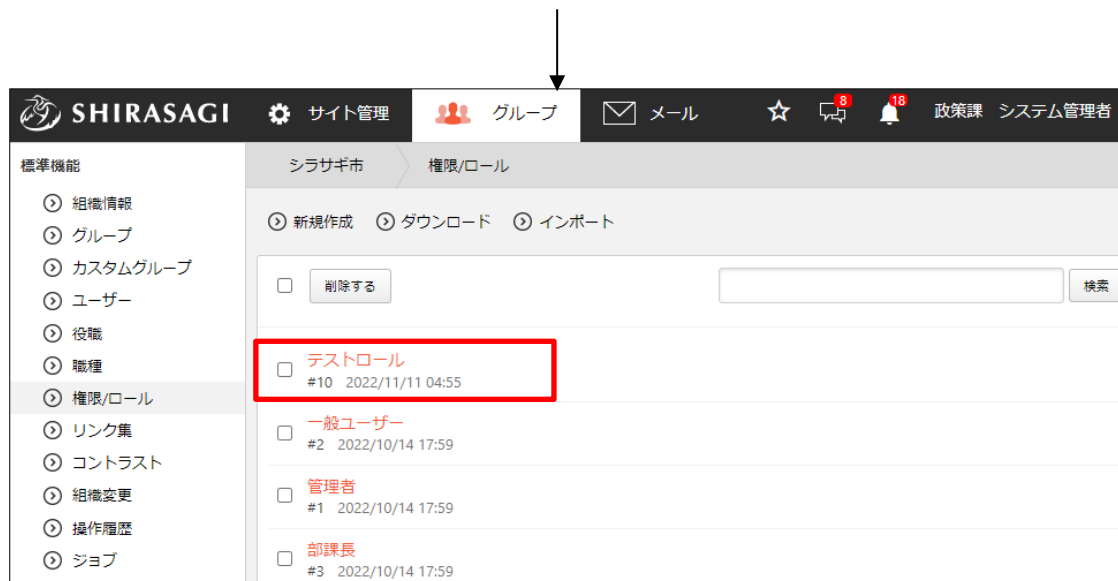 SHIRASAGI サイト管理 グループ メール 8 18 政策課 システム管理者
標準機能
組織情報
グループ
カスタムグループ
ユーザー
役職
職種
権限/ロール
リンク集
コントラスト
組織変更
操作履歴
ジョブ
シラサギ市 権限/ロール
新規作成 ダウンロード インポート
削除する 検索
テストロール
#10 2022/11/11 04:55
一般ユーザー
#2 2022/10/14 17:59
管理者
#1 2022/10/14 17:59
部課長
#3 2022/10/14 17:59